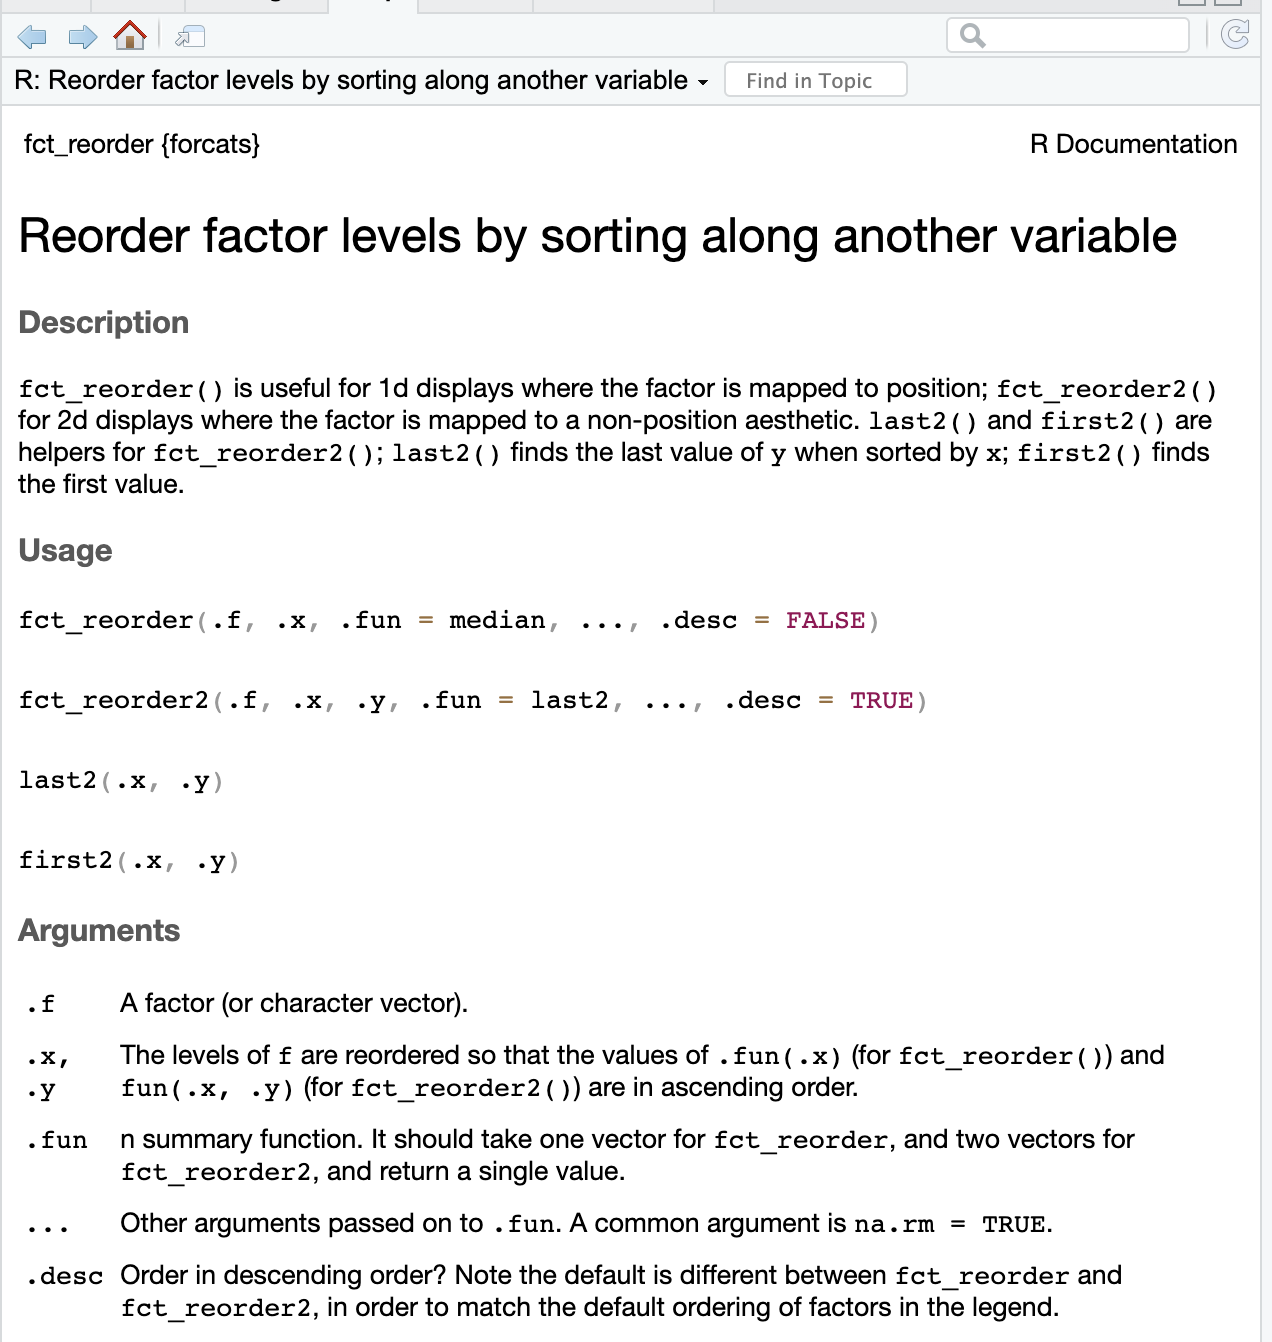 R: Reorder factor levels by sorting along another variable
Find in Topic
fct_reorder {forcats}
R Documentation
Reorder factor levels by sorting along another variable
Description
fct_reorder() is useful for 1d displays where the factor is mapped to position; fct_reorder2()
for 2d displays where the factor is mapped to a non-position aesthetic. last2() and first2() are
helpers for fct_reorder2(); last2() finds the last value of y when sorted by x; first2() finds
the first value.
Usage
fct_reorder(.f, .x, .fun = median, ..., .desc = FALSE)
fct_reorder2(.f, .x, .y, .fun = last2, ..., .desc = TRUE)
last2(.x, .y)
first2(.x, .y)
Arguments
.f A factor (or character vector).
.x, The levels of f are reordered so that the values of .fun(.x) (for fct_reorder()) and
.y fun(.x, .y) (for fct_reorder2()) are in ascending order.
.fun n summary function. It should take one vector for fct_reorder, and two vectors for
fct_reorder2, and return a single value.
... Other arguments passed on to .fun. A common argument is na.rm = TRUE.
.desc Order in descending order? Note the default is different between fct_reorder and
fct_reorder2, in order to match the default ordering of factors in the legend.